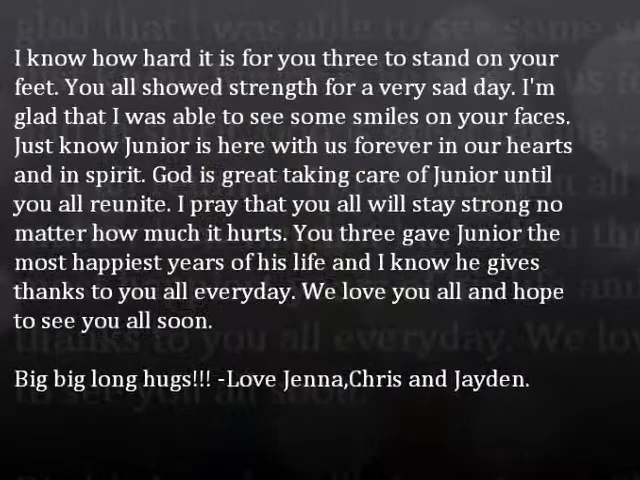 I know how hard it is for you three to stand on your
feet. You all showed strength for a very sad day. I'm
glad that I was able to see some smiles on your faces.
Just know Junior is here with us forever in our hearts
and in spirit. God is great taking care of Junior until
you all reunite. I pray that you all will stay strong no
matter how much it hurts. You three gave Junior the
most happiest years of his life and I know he gives
thanks to you all everyday. We love you all and hope
to see you all soon.

Big big long hugs!!! -Love Jenna,Chris and Jayden.